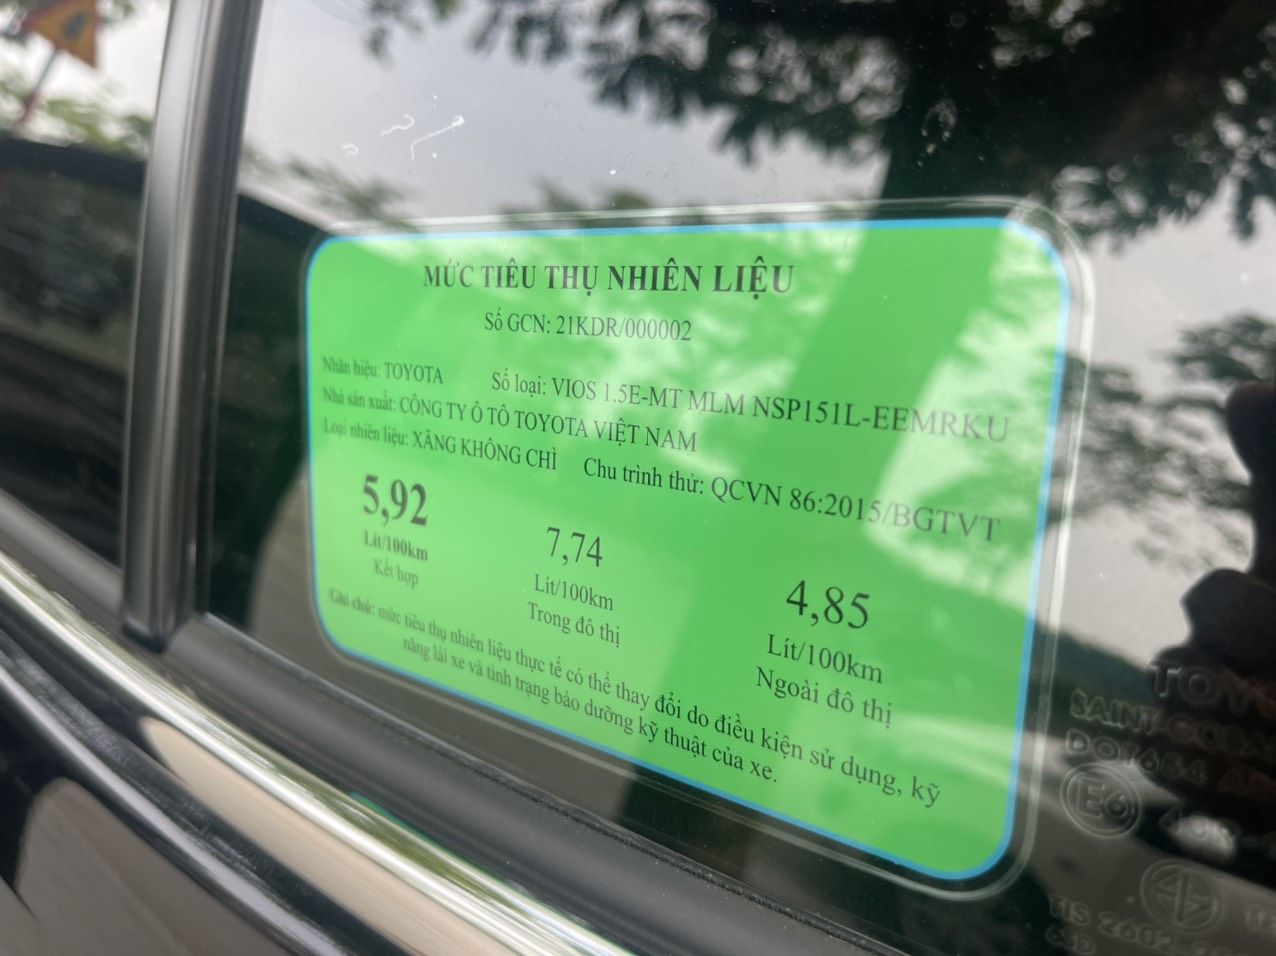 MỨC TIÊU THỤ NHIÊN LIỆU
Số GCN: 21KDR/000002
Nhãn hiệu: TOYOTA Số loại: VIOS 1.5E-MT MLM NSP151L-EEMRKU
Nhà sản xuất: CÔNG TY Ô TÔ TOYOTA VIỆT NAM
Loại nhiên liệu: XĂNG KHÔNG CHÌ Chu trình thử: QCVN 86:2015/BGTVT
5,92
Lít/100km
Kết hợp
7,74
Lít/100km
Trong đô thị
4,85
Lít/100km
Ngoài đô thị
Ghi chú: mức tiêu thụ nhiên liệu thực tế có thể thay đổi do điều kiện sử dụng, kỹ
năng lái xe và tình trạng bảo dưỡng kỹ thuật của xe.
DOT684
E6
TIS 2602